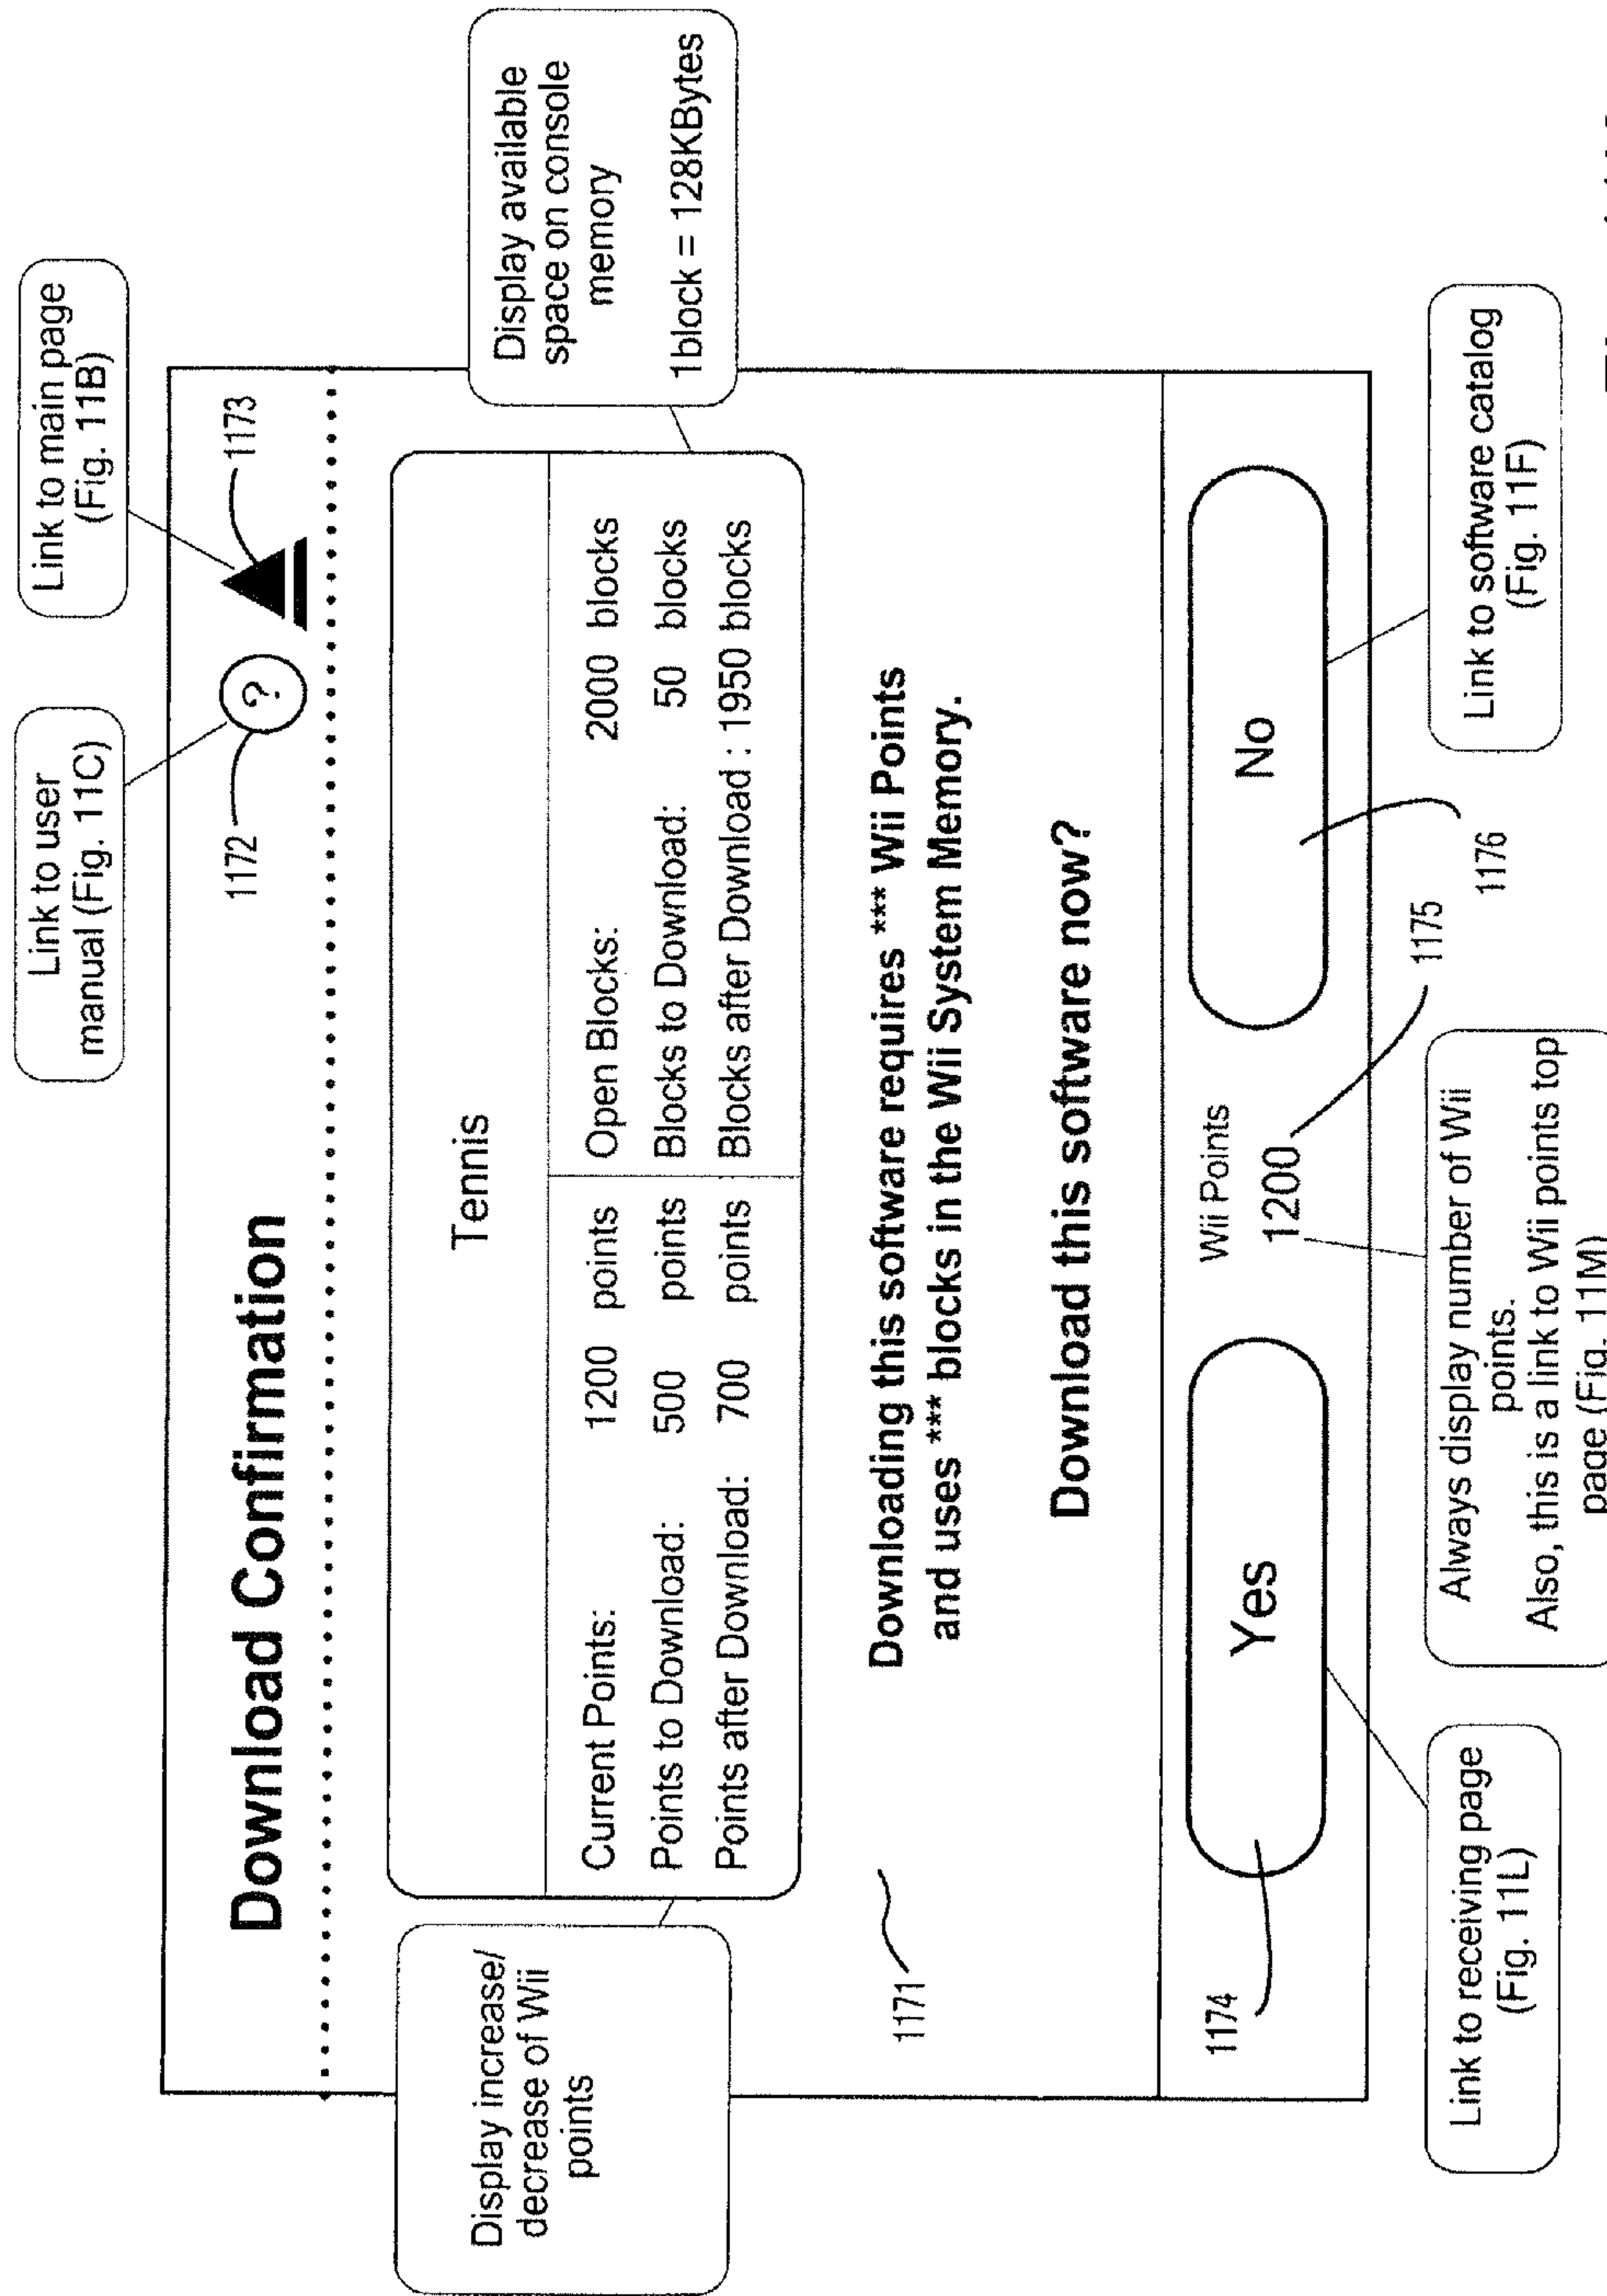 Link to user
manual (Fig. 11C)
Link to main page
(Fig. 11B)
Download Confirmation
1172
?
1173
Display increase/
decrease of Wii
points
Display available
space on console
memory
1block = 128KBytes
Tennis
Current Points: 1200 points
Points to Download: 500 points
Points after Download: 700 points
Open Blocks: 2000 blocks
Blocks to Download: 50 blocks
Blocks after Download : 1950 blocks
1171
Downloading this software requires *** Wii Points
and uses *** blocks in the Wii System Memory.
Download this software now?
1174
Yes
Wii Points
1200
No
1175
1176
Link to receiving page
(Fig. 11L)
Always display number of Wii
points.
Also, this is a link to Wii points top
page (Fig. 11M)
Link to software catalog
(Fig. 11F)